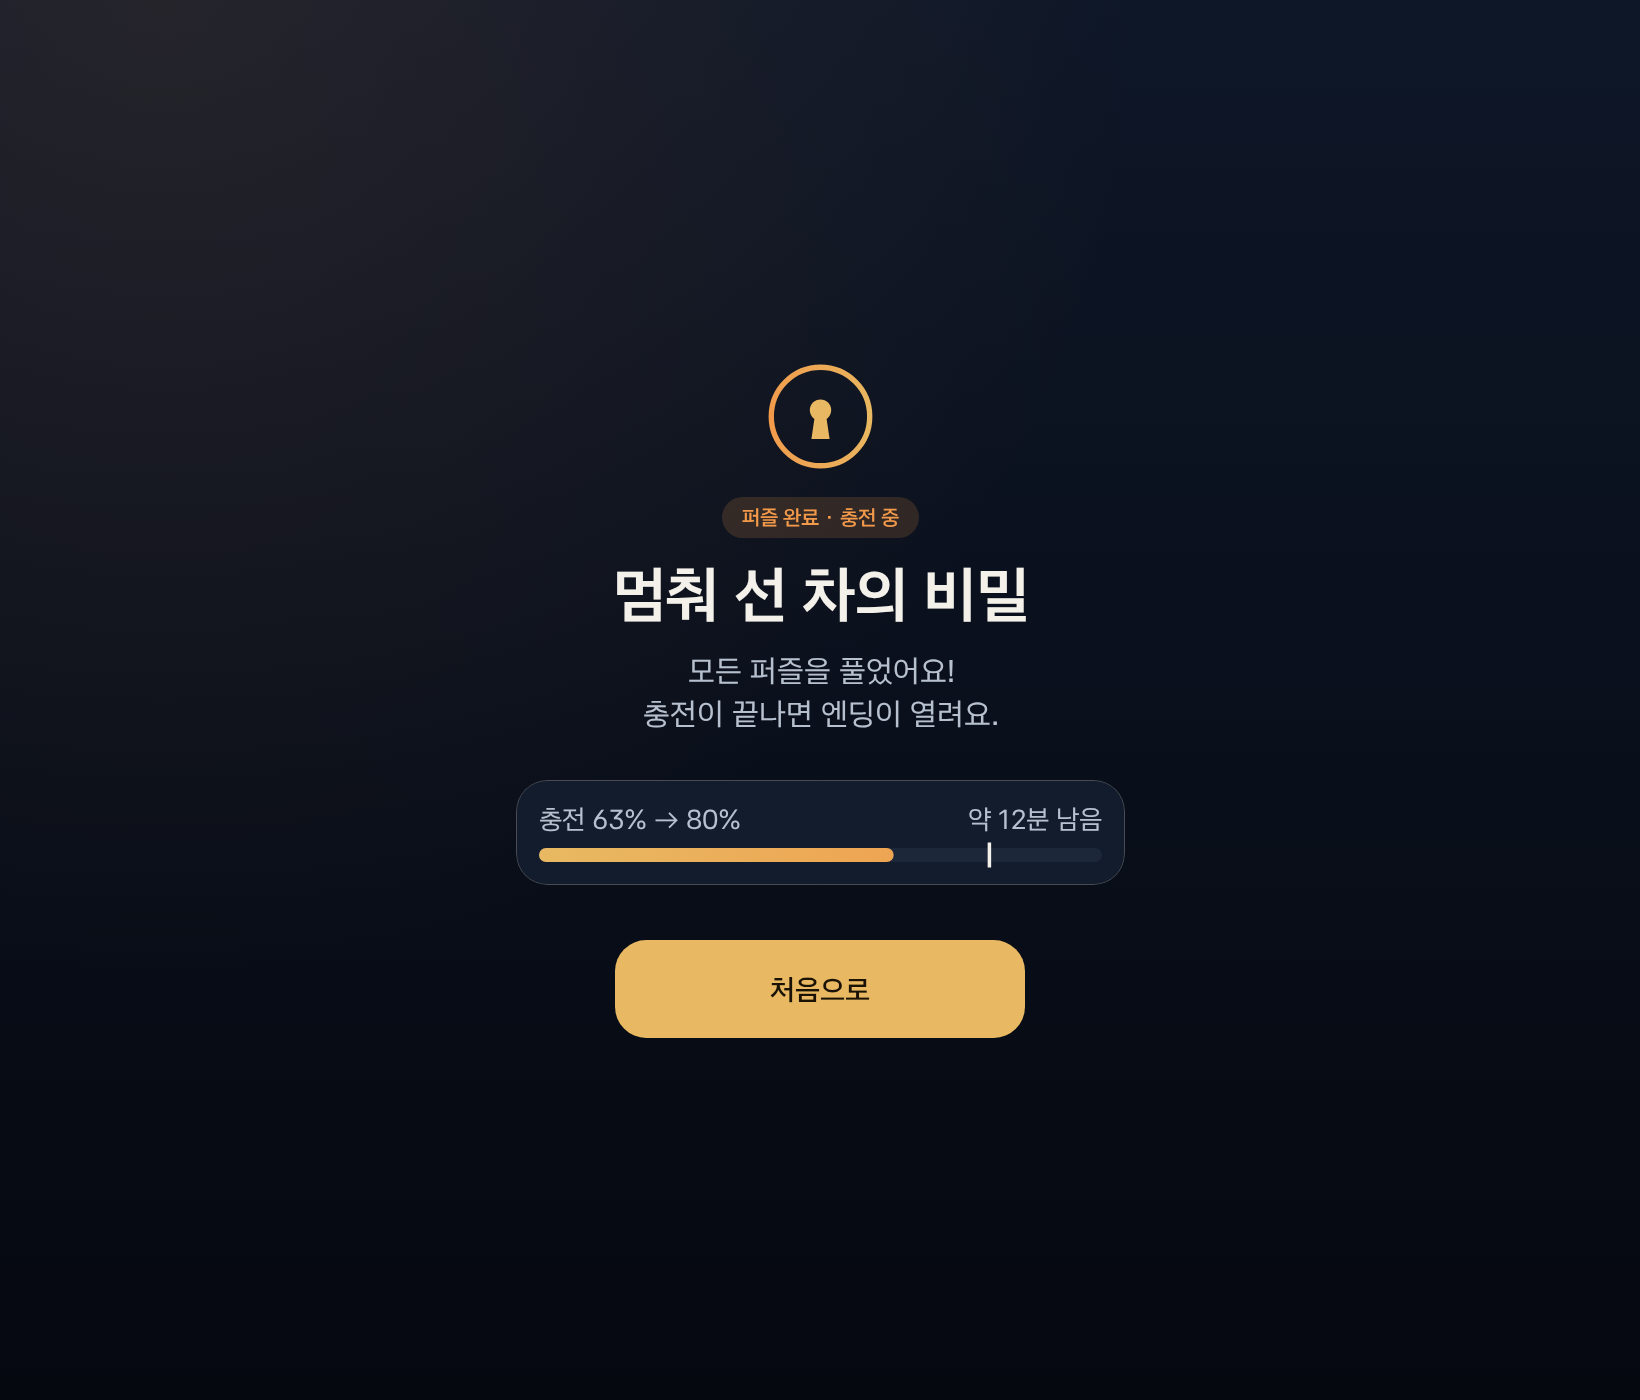 퍼즐 완료 · 충전 중
멈춰 선 차의 비밀
모든 퍼즐을 풀었어요!
충전이 끝나면 엔딩이 열려요.
충전 63% → 80%
약 12분 남음
처음으로